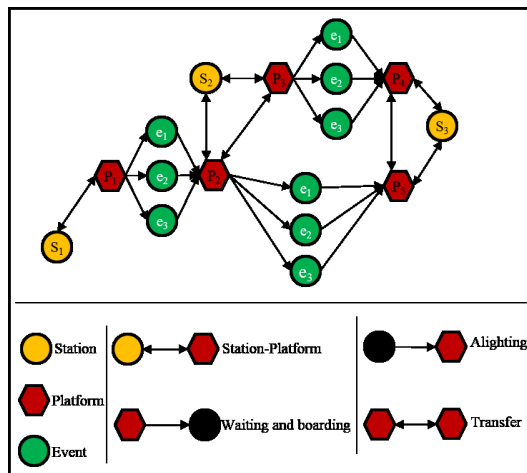 e₁
S₂
P₃
e₂
P₄
e₁
e₃
S₃
P₁
e₂
P₂
e₁
P₅
e₃
e₂
S₁
e₃
Station
Station-Platform
Alighting
Platform
Waiting and boarding
Transfer
Event